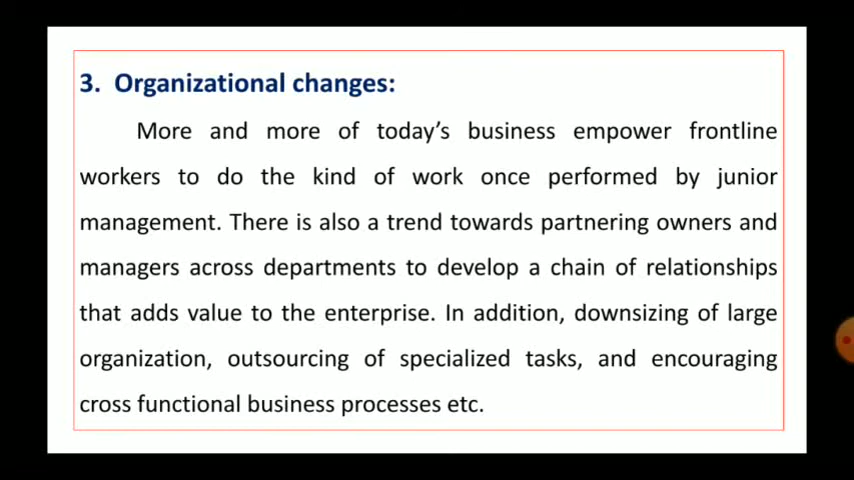 3. Organizational changes:
More and more of today’s business empower frontline
workers to do the kind of work once performed by junior
management. There is also a trend towards partnering owners and
managers across departments to develop a chain of relationships
that adds value to the enterprise. In addition, downsizing of large
organization, outsourcing of specialized tasks, and encouraging
cross functional business processes etc.